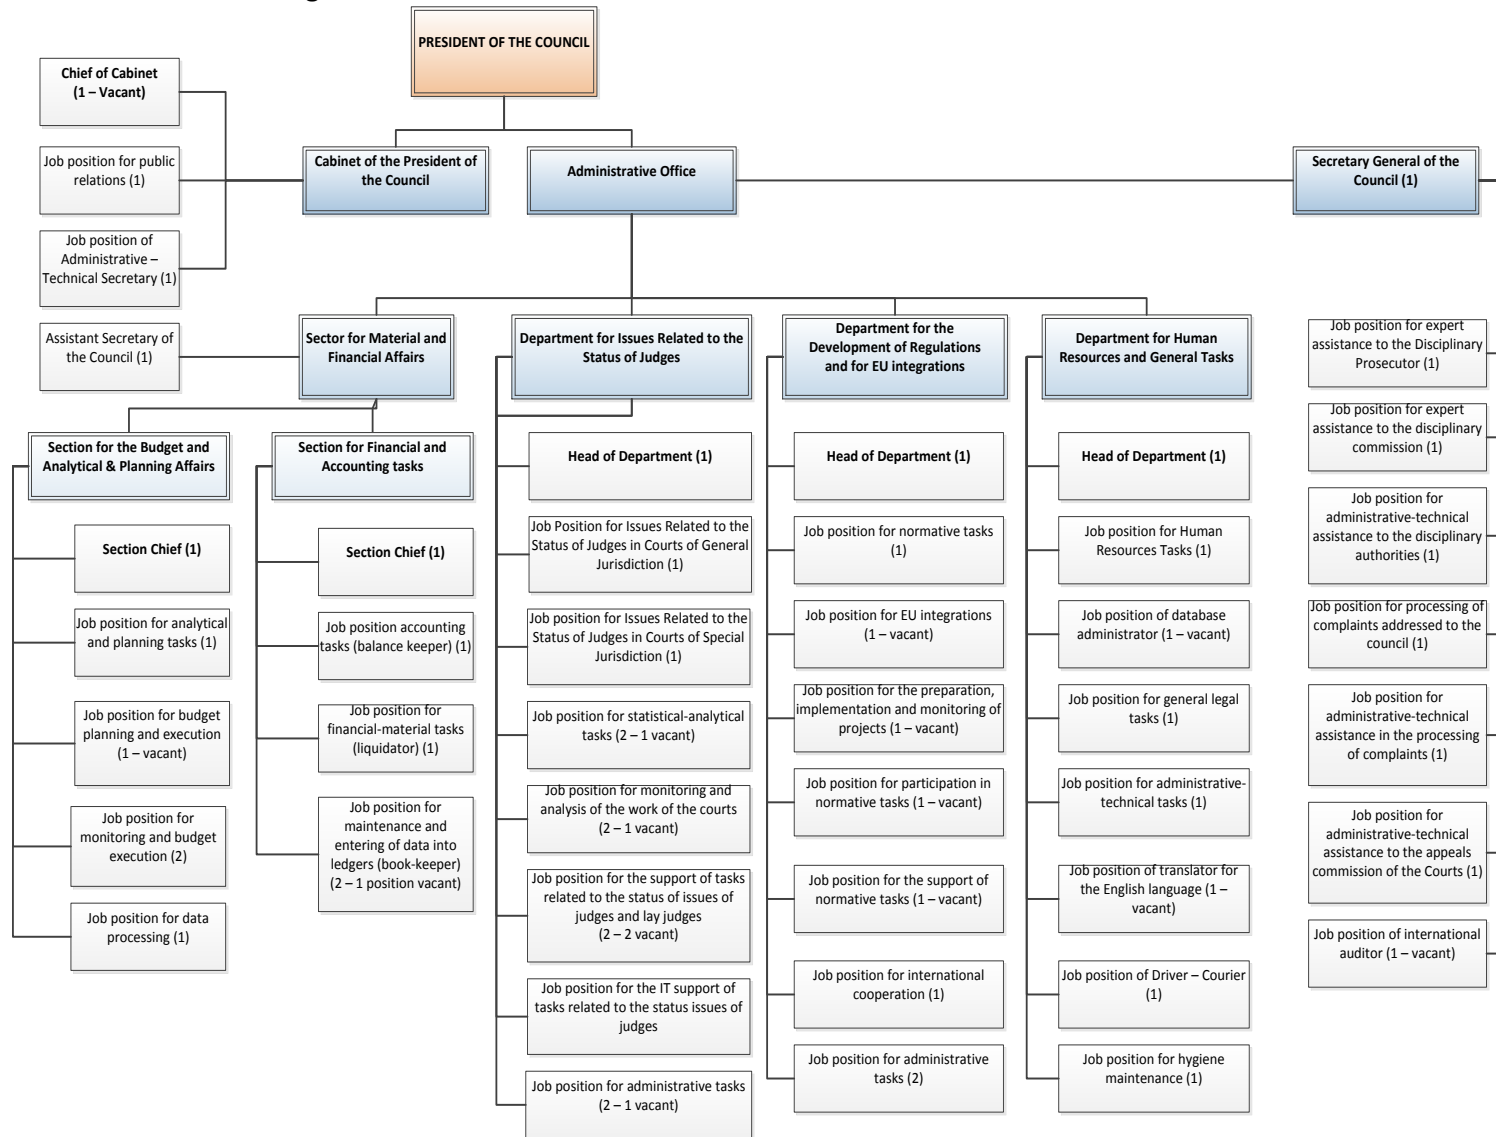 PRESIDENT OF THE COUNCIL
Chief of Cabinet
(1 – Vacant)
Job position for public
relations (1)
Job position of
Administrative –
Technical Secretary (1)
Cabinet of the President of
the Council
Administrative Office
Secretary General of the
Council (1)
Assistant Secretary of
the Council (1)
Sector for Material and
Financial Affairs
Department for Issues Related to the
Status of Judges
Department for the
Development of Regulations
and for EU integrations
Department for Human
Resources and General Tasks
Section for the Budget and
Analytical & Planning Affairs
Section Chief (1)
Job position for analytical
and planning tasks (1)
Job position for budget
planning and execution
(1 – vacant)
Job position for
monitoring and budget
execution (2)
Job position for data
processing (1)
Section for Financial and
Accounting tasks
Section Chief (1)
Job position accounting
tasks (balance keeper) (1)
Job position for
financial-material tasks
(liquidator) (1)
Job position for
maintenance and
entering of data into
ledgers (book-keeper)
(2 – 1 position vacant)
Head of Department (1)
Job Position for Issues Related to the
Status of Judges in Courts of General
Jurisdiction (1)
Job position for Issues Related to the
Status of Judges in Courts of Special
Jurisdiction (1)
Job position for statistical-analytical
tasks (2 – 1 vacant)
Job position for monitoring and
analysis of the work of the courts
(2 – 1 vacant)
Job position for the support of tasks
related to the status of issues of
judges and lay judges
(2 – 2 vacant)
Job position for the IT support of
tasks related to the status issues of
judges
Job position for administrative tasks
(2 – 1 vacant)
Head of Department (1)
Job position for normative tasks
(1)
Job position for EU integrations
(1 – vacant)
Job position for the preparation,
implementation and monitoring of
projects (1 – vacant)
Job position for participation in
normative tasks (1 – vacant)
Job position for the support of
normative tasks (1 – vacant)
Job position for international
cooperation (1)
Job position for administrative
tasks (2)
Head of Department (1)
Job position for Human
Resources Tasks (1)
Job position of database
administrator (1 – vacant)
Job position for general legal
tasks (1)
Job position for administrative-
technical tasks (1)
Job position of translator for
the English language (1 –
vacant)
Job position of Driver – Courier
(1)
Job position for hygiene
maintenance (1)
Job position for expert
assistance to the Disciplinary
Prosecutor (1)
Job position for expert
assistance to the disciplinary
commission (1)
Job position for
administrative-technical
assistance to the disciplinary
authorities (1)
Job position for processing of
complaints addressed to the
council (1)
Job position for
administrative-technical
assistance in the processing
of complaints (1)
Job position for
administrative-technical
assistance to the appeals
commission of the Courts (1)
Job position of international
auditor (1 – vacant)